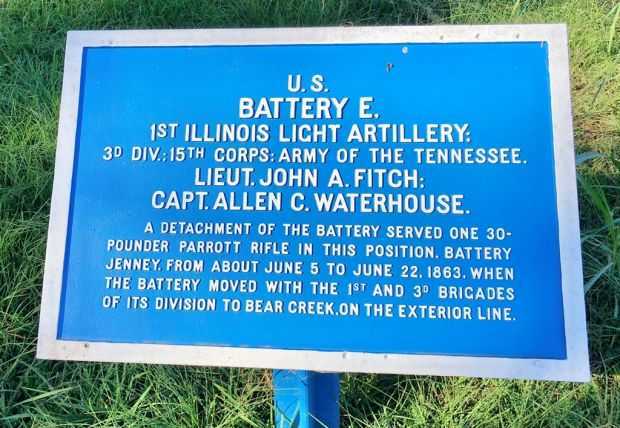 U.S.
BATTERY E.
1ST ILLINOIS LIGHT ARTILLERY;
3D DIV.; 15TH CORPS; ARMY OF THE TENNESSEE.
LIEUT. JOHN A. FITCH;
CAPT. ALLEN C. WATERHOUSE.
A DETACHMENT OF THE BATTERY SERVED ONE 30-
POUNDER PARROTT RIFLE IN THIS POSITION, BATTERY
JENNEY, FROM ABOUT JUNE 5 TO JUNE 22, 1863, WHEN
THE BATTERY MOVED WITH THE 1ST AND 3D BRIGADES
OF ITS DIVISION TO BEAR CREEK, ON THE EXTERIOR LINE.